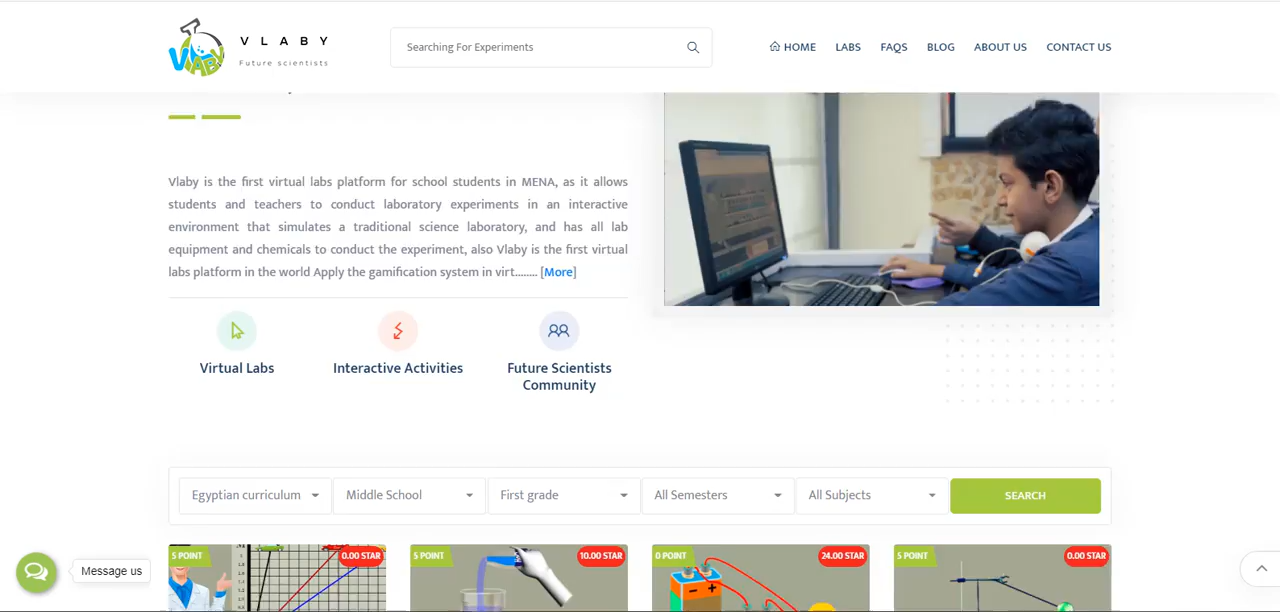 VLABY
VLABY
Future scientists
Searching For Experiments
HOME
LABS
FAQS
BLOG
ABOUT US
CONTACT US
Vlaby is the first virtual labs platform for school students in MENA, as it allows
students and teachers to conduct laboratory experiments in an interactive
environment that simulates a traditional science laboratory, and has all lab
equipment and chemicals to conduct the experiment, also Vlaby is the first virtual
labs platform in the world Apply the gamification system in virt........ [More]
Virtual Labs
Interactive Activities
Future Scientists
Community
Egyptian curriculum
Middle School
First grade
All Semesters
All Subjects
SEARCH
5 POINT
0.00 STAR
5 POINT
10.00 STAR
0 POINT
24.00 STAR
5 POINT
0.00 STAR
Message us